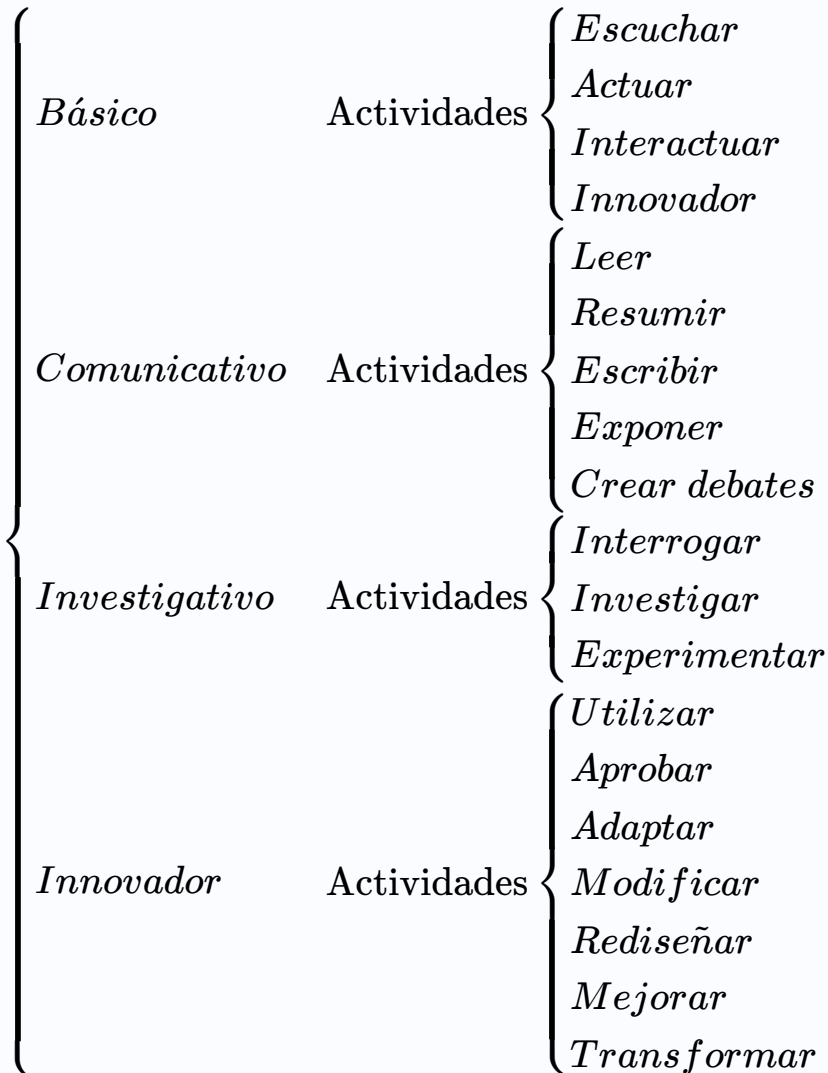 Básico Actividades
Escuchar
Actuar
Interactuar
Innovador
Comunicativo Actividades
Leer
Resumir
Escribir
Exponer
Crear debates
Investigativo Actividades
Interrogar
Investigar
Experimentar
Innovador Actividades
Utilizar
Aprobar
Adaptar
Modificar
Rediseñar
Mejorar
Transformar